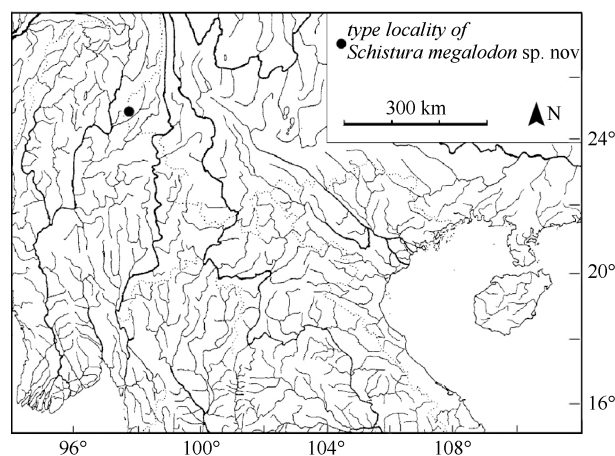 type locality of
Schistura megalodon sp. nov
300 km
N
24°
20°
16°
96° 100° 104° 108°